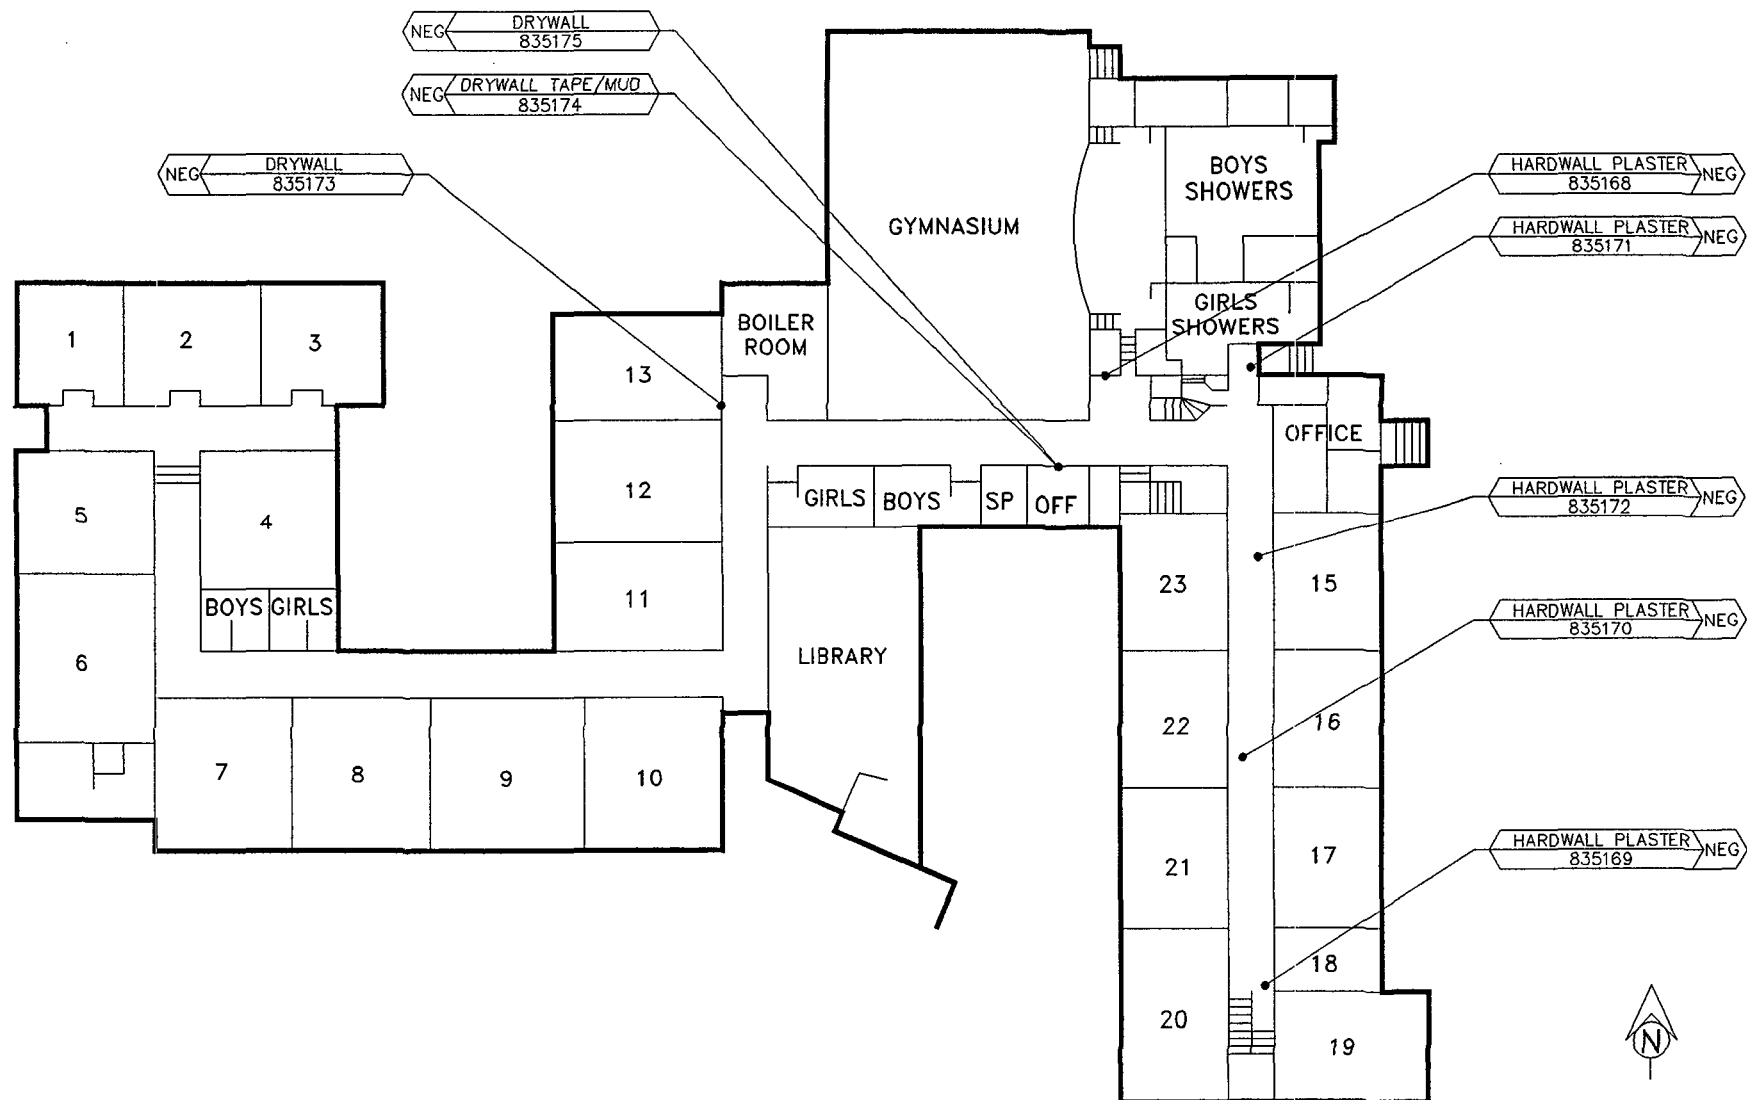 NEG
DRYWALL
835175
NEG
DRYWALL TAPE/MUD
835174
NEG
DRYWALL
835173
HARDWALL PLASTER
835168
NEG
HARDWALL PLASTER
835171
NEG
BOYS
SHOWERS
GYMNASIUM
GIRLS
SHOWERS
BOILER
ROOM
1
2
3
13
OFFICE
12
GIRLS
BOYS
SP
OFF
HARDWALL PLASTER
835172
NEG
5
4
23
15
11
BOYS
GIRLS
HARDWALL PLASTER
835170
NEG
6
LIBRARY
22
16
7
8
9
10
21
17
HARDWALL PLASTER
835169
NEG
18
20
19
N